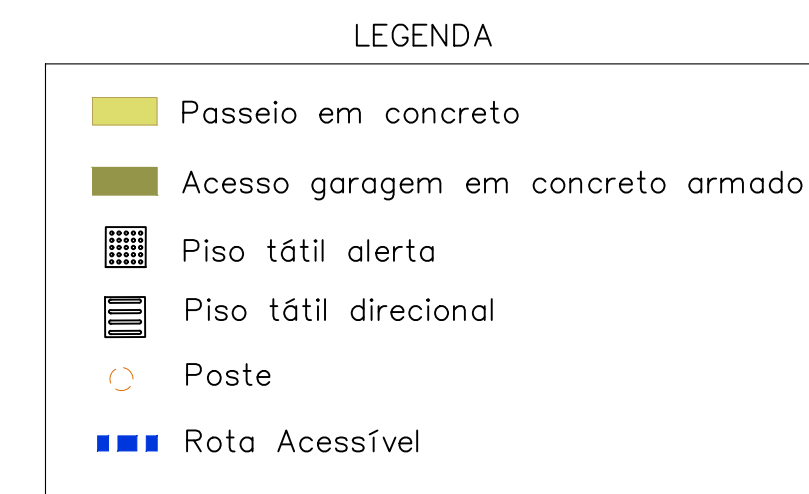 LEGENDA
Passeio em concreto
Acesso garagem em concreto armado
Piso tátil alerta
Piso tátil direcional
Poste
Rota Acessível